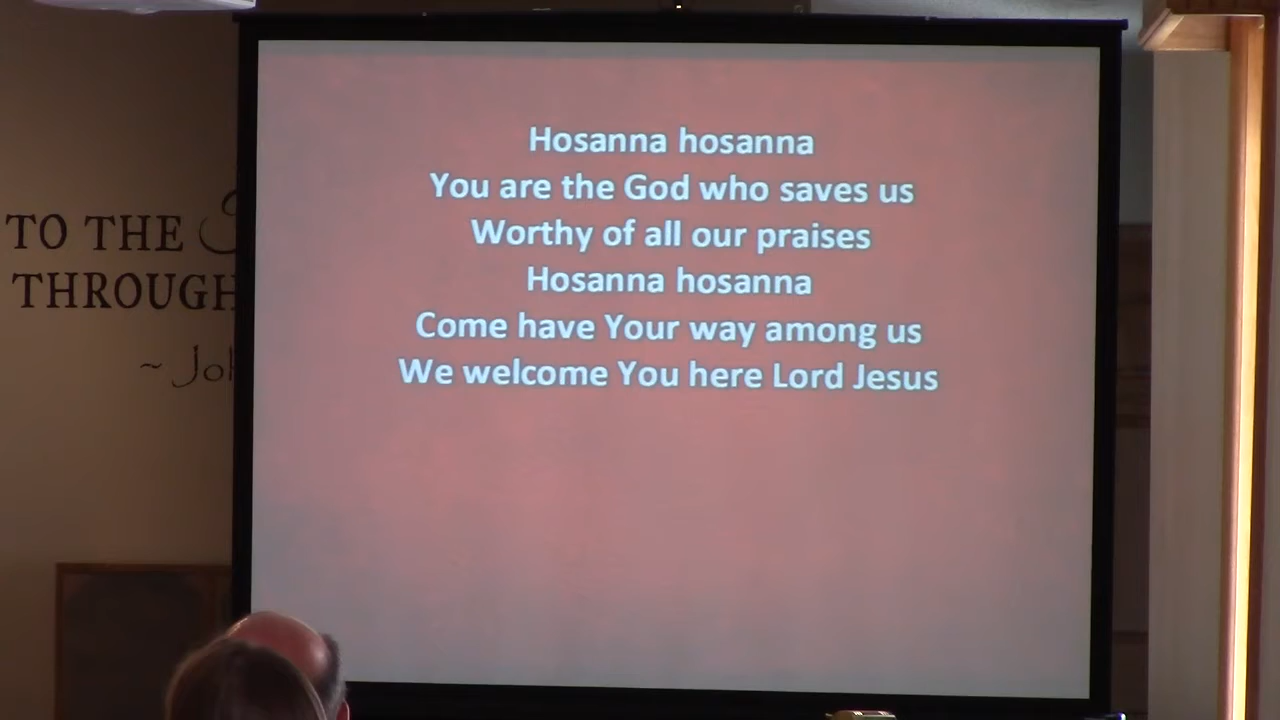 Hosanna hosanna
You are the God who saves us
Worthy of all our praises
Hosanna hosanna
Come have Your way among us
We welcome You here Lord Jesus
TO THE
THROUGH
~ Joh